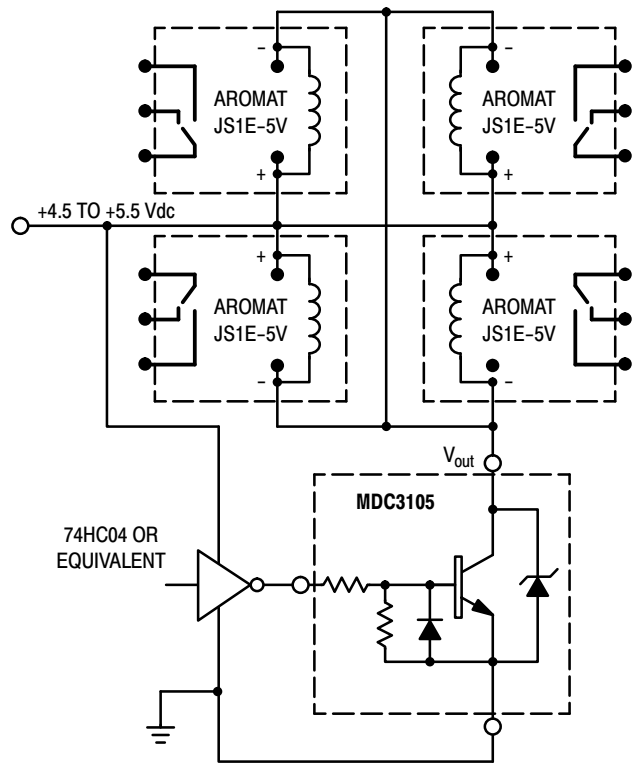 –
–
AROMAT
JS1E–5V
AROMAT
JS1E–5V
+
+
+4.5 TO +5.5 Vdc
+
+
AROMAT
JS1E–5V
AROMAT
JS1E–5V
–
–
Vout
MDC3105
74HC04 OR
EQUIVALENT